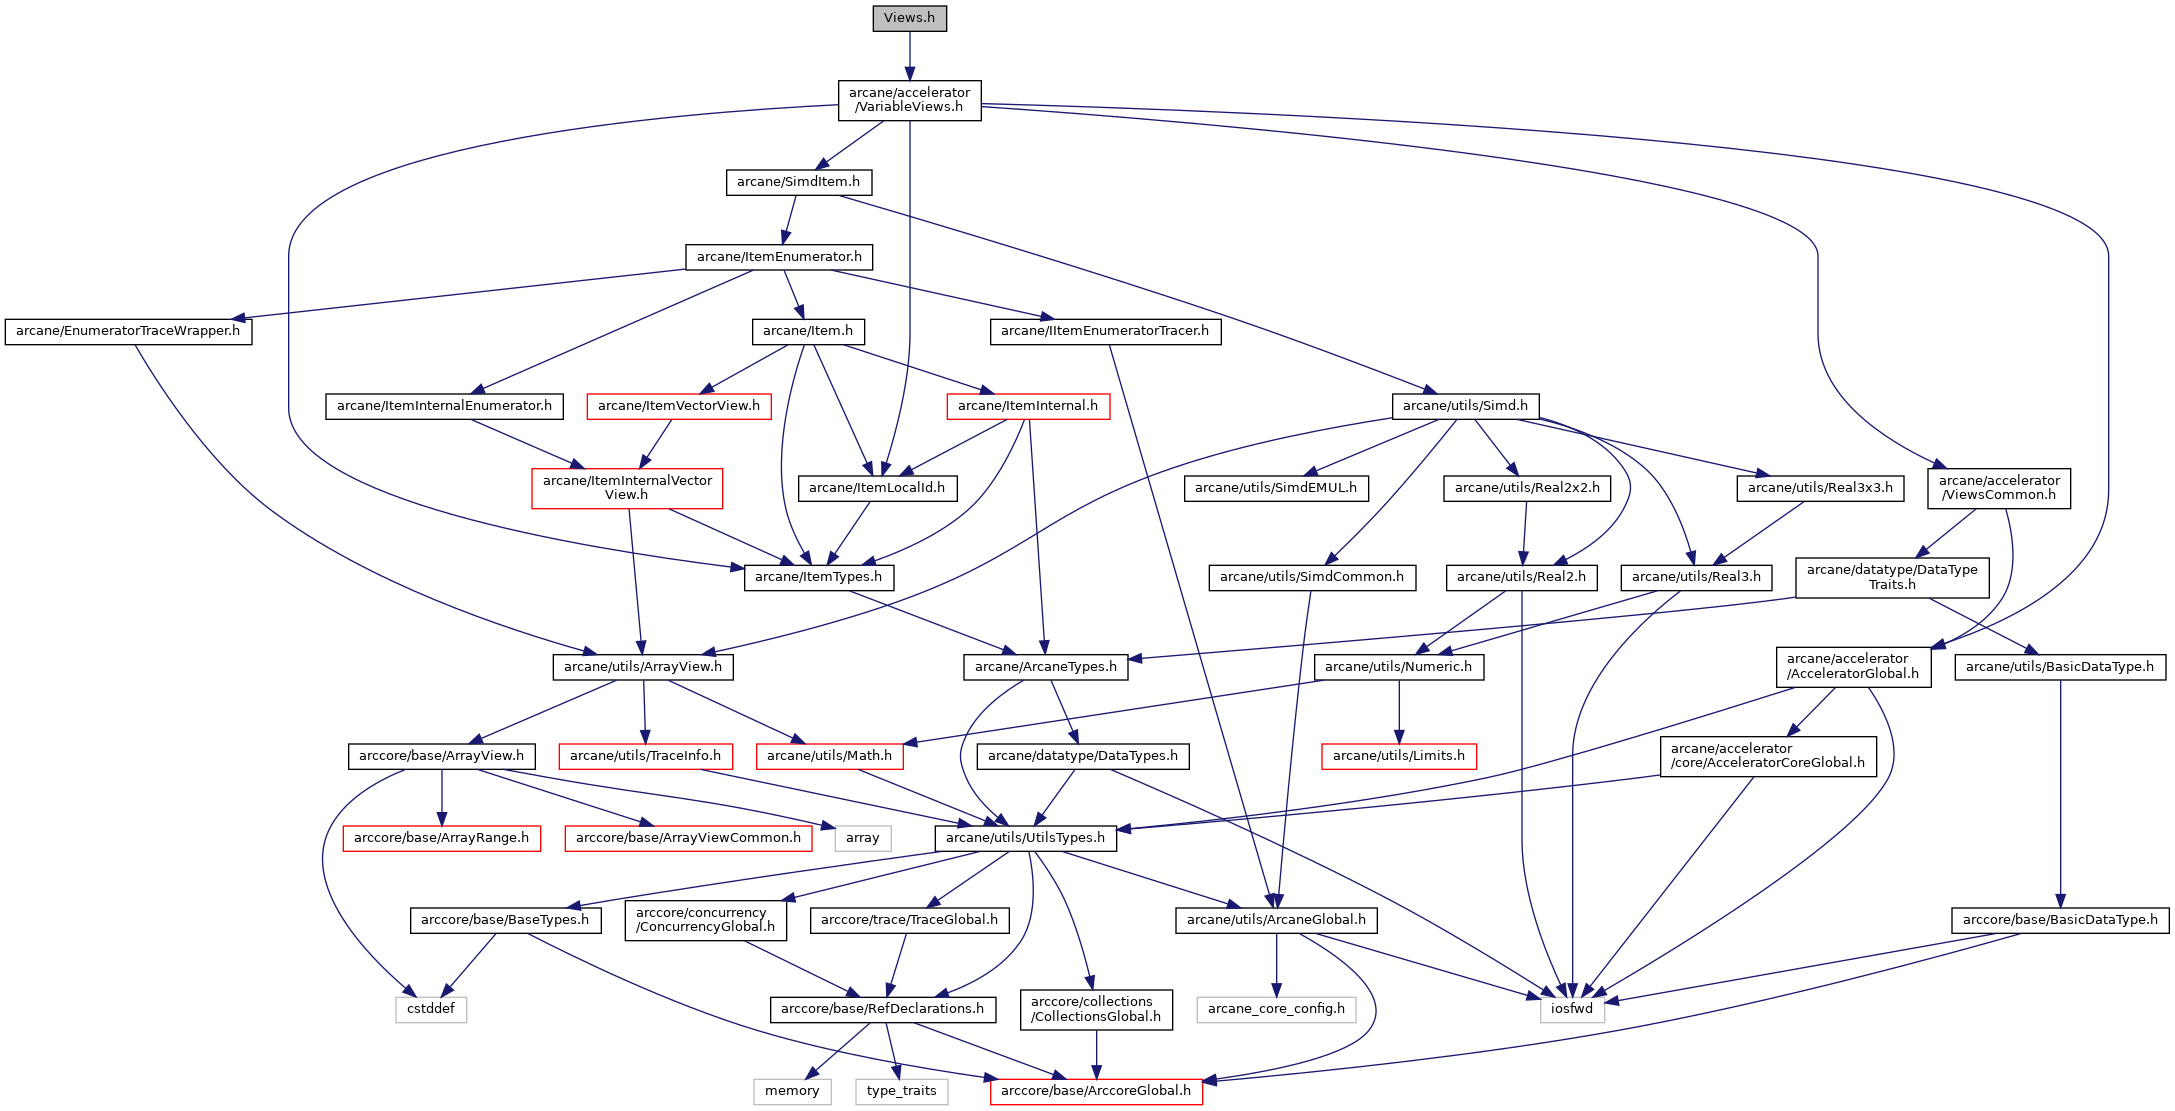 Views.h
arcane/accelerator
/VariableViews.h
arcane/SimdItem.h
arcane/ItemEnumerator.h
arcane/EnumeratorTraceWrapper.h
arcane/Item.h
arcane/IItemEnumeratorTracer.h
arcane/ItemInternalEnumerator.h
arcane/ItemVectorView.h
arcane/ItemInternal.h
arcane/utils/Simd.h
arcane/ItemInternalVector
View.h
arcane/ItemLocalId.h
arcane/utils/SimdEMUL.h
arcane/utils/Real2x2.h
arcane/utils/Real3x3.h
arcane/accelerator
/ViewsCommon.h
arcane/ItemTypes.h
arcane/utils/SimdCommon.h
arcane/utils/Real2.h
arcane/utils/Real3.h
arcane/datatype/DataType
Traits.h
arcane/utils/ArrayView.h
arcane/ArcaneTypes.h
arcane/utils/Numeric.h
arcane/accelerator
/AcceleratorGlobal.h
arcane/utils/BasicDataType.h
arccore/base/ArrayView.h
arcane/utils/TraceInfo.h
arcane/utils/Math.h
arcane/datatype/DataTypes.h
arcane/utils/Limits.h
arcane/accelerator
/core/AcceleratorCoreGlobal.h
arccore/base/ArrayRange.h
arccore/base/ArrayViewCommon.h
array
arcane/utils/UtilsTypes.h
arccore/base/BaseTypes.h
arccore/concurrency
/ConcurrencyGlobal.h
arccore/trace/TraceGlobal.h
arcane/utils/ArcaneGlobal.h
arccore/base/BasicDataType.h
cstddef
arccore/base/RefDeclarations.h
arccore/collections
/CollectionsGlobal.h
arcane_core_config.h
iosfwd
memory
type_traits
arccore/base/ArccoreGlobal.h